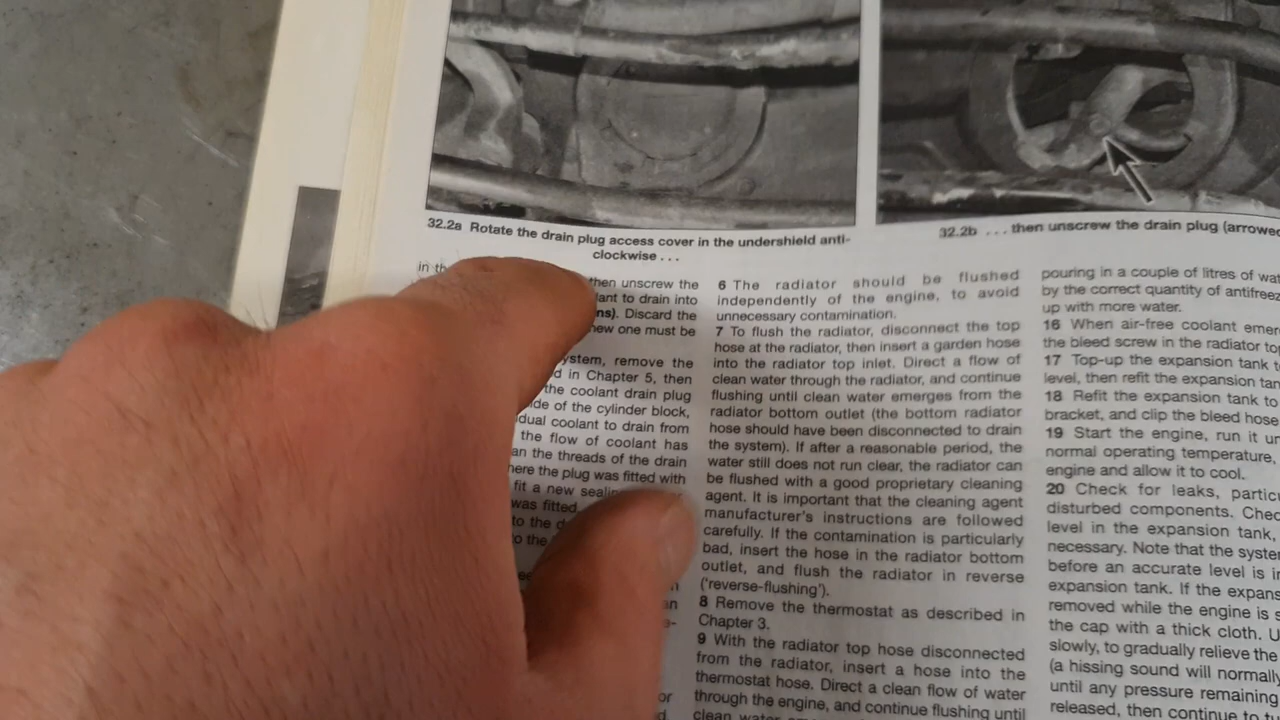 32.2a Rotate the drain plug access cover in the undershield anti-
clockwise . . .
32.2b . . . then unscrew the drain plug (arrowed
in th
then unscrew the
lant to drain into
ns). Discard the
new one must be
ystem, remove the
d in Chapter 5, then
the coolant drain plug
ide of the cylinder block,
dual coolant to drain from
the flow of coolant has
an the threads of the drain
here the plug was fitted with
fit a new sealin
was fitted
to the d
to the
or
6 The radiator should be flushed
independently of the engine, to avoid
unnecessary contamination.
7 To flush the radiator, disconnect the top
hose at the radiator, then insert a garden hose
into the radiator top inlet. Direct a flow of
clean water through the radiator, and continue
flushing until clean water emerges from the
radiator bottom outlet (the bottom radiator
hose should have been disconnected to drain
the system). If after a reasonable period, the
water still does not run clear, the radiator can
be flushed with a good proprietary cleaning
agent. It is important that the cleaning agent
manufacturer's instructions are followed
carefully. If the contamination is particularly
bad, insert the hose in the radiator bottom
outlet, and flush the radiator in reverse
('reverse-flushing').
8 Remove the thermostat as described in
Chapter 3.
9 With the radiator top hose disconnected
from the radiator, insert a hose into the
thermostat hose. Direct a clean flow of water
through the engine, and continue flushing until
clean water
pouring in a couple of litres of wat
by the correct quantity of antifreez
up with more water.
16 When air-free coolant emer
the bleed screw in the radiator top
17 Top-up the expansion tank t
level, then refit the expansion tan
18 Refit the expansion tank to
bracket, and clip the bleed hose
19 Start the engine, run it un
normal operating temperature,
engine and allow it to cool.
20 Check for leaks, partic
disturbed components. Chec
level in the expansion tank,
necessary. Note that the syste
before an accurate level is in
expansion tank. If the expans
removed while the engine is s
the cap with a thick cloth. U
slowly, to gradually relieve the
(a hissing sound will normally
until any pressure remaining
released, then continue to tu